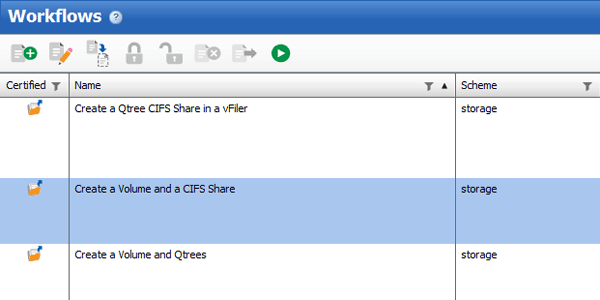 Workflows ?
Certified Name Scheme
Create a Qtree CIFS Share in a vFiler storage
Create a Volume and a CIFS Share storage
Create a Volume and Qtrees storage